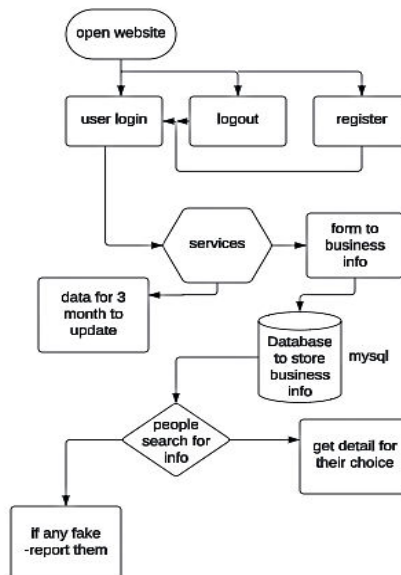 open website
user login
logout
register
services
form to
business
info
data for 3
month to
update
Database
to store
business
info
mysql
people
search for
info
get detail for
their choice
if any fake
-report them